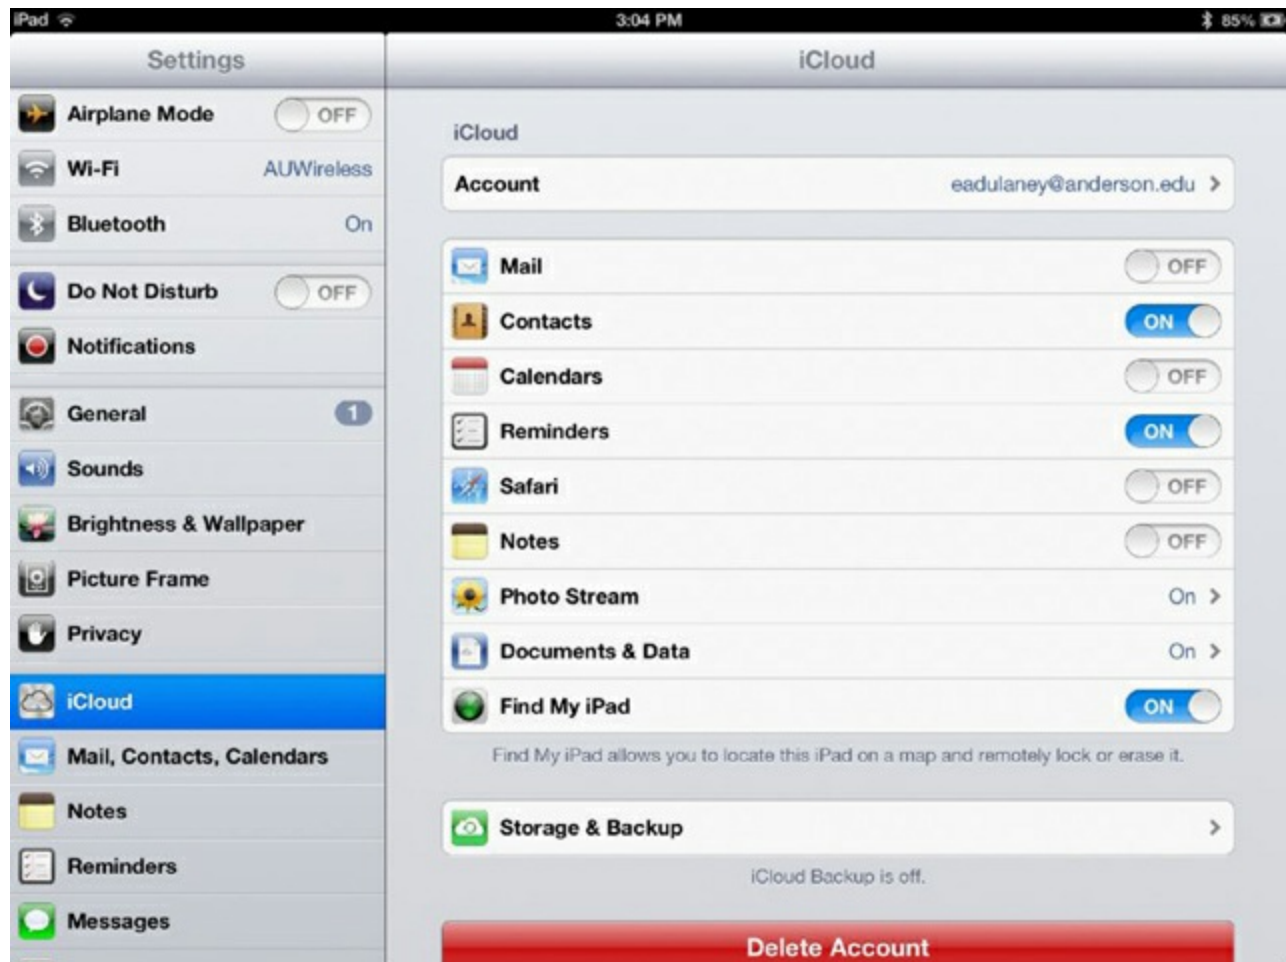 iPad 3:04 PM 85%
Settings
Airplane Mode OFF
Wi-Fi AUWireless
Bluetooth On
Do Not Disturb OFF
Notifications
General 1
Sounds
Brightness & Wallpaper
Picture Frame
Privacy
iCloud
Mail, Contacts, Calendars
Notes
Reminders
Messages
iCloud
iCloud
Account eadulaney@anderson.edu
Mail OFF
Contacts ON
Calendars OFF
Reminders ON
Safari OFF
Notes OFF
Photo Stream On
Documents & Data On
Find My iPad ON
Find My iPad allows you to locate this iPad on a map and remotely lock or erase it.
Storage & Backup
iCloud Backup is off.
Delete Account